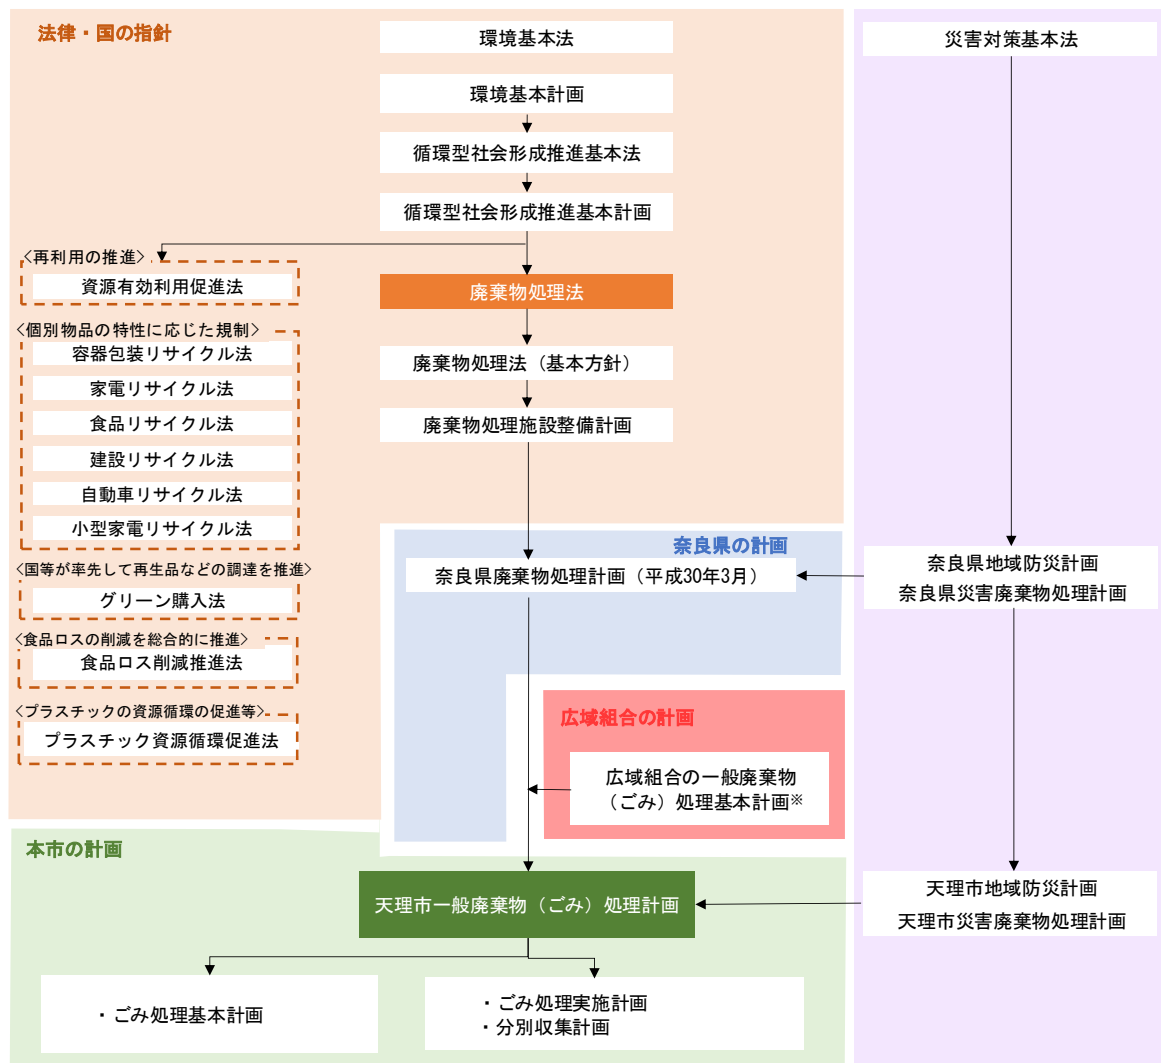 法律・国の指針
環境基本法
環境基本計画
循環型社会形成推進基本法
循環型社会形成推進基本計画
<再利用の推進>
資源有効利用促進法
廃棄物処理法
<個別物品の特性に応じた規制>
容器包装リサイクル法
家電リサイクル法
食品リサイクル法
建設リサイクル法
自動車リサイクル法
小型家電リサイクル法
廃棄物処理法（基本方針）
廃棄物処理施設整備計画
<国等が率先して再生品などの調達を推進>
グリーン購入法
<食品ロスの削減を総合的に推進>
食品ロス削減推進法
<プラスチックの資源循環の促進等>
プラスチック資源循環促進法
奈良県の計画
奈良県廃棄物処理計画（平成30年3月）
広域組合の計画
広域組合の一般廃棄物
（ごみ）処理基本計画※
災害対策基本法
奈良県地域防災計画
奈良県災害廃棄物処理計画
天理市地域防災計画
天理市災害廃棄物処理計画
本市の計画
天理市一般廃棄物（ごみ）処理計画
・ごみ処理基本計画
・ごみ処理実施計画
・分別収集計画